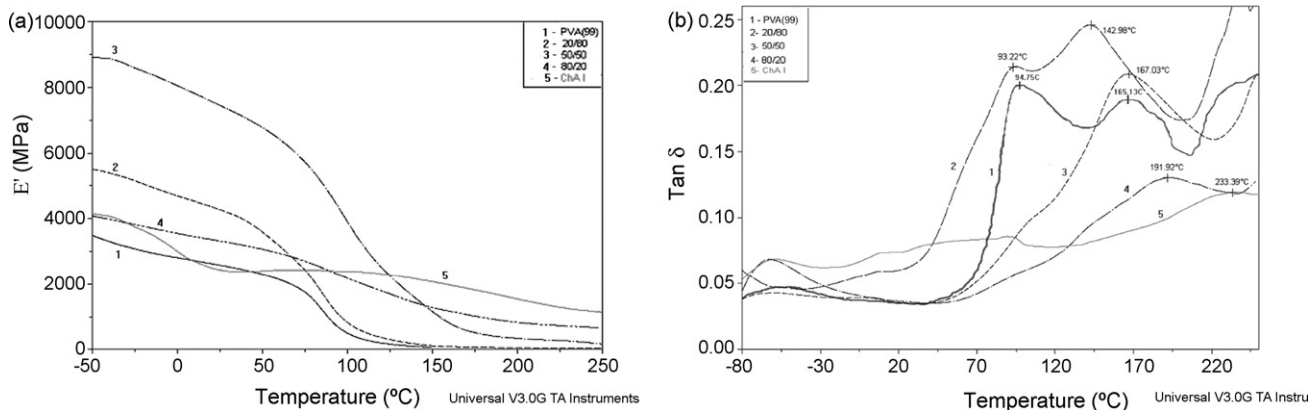 (a)
10000
8000
6000
4000
2000
0
E' (MPa)
1 - PVA(99)
2 - 20/80
3 - 50/50
4 - 80/20
5 - ChA I
3
2
4
1
5
-50
0
50
100
150
200
250
Temperature (ºC)
Universal V3.0G TA Instruments
(b)
0.25
0.20
0.15
0.10
0.05
0.00
Tan δ
1 - PVA(99)
2- 20/80
3- 50/50
4- 80/20
5- ChA I
142.98ºC
93.22ºC
94.75C
167.03ºC
165.13C
191.92ºC
233.39ºC
2
1
3
4
5
-80
-30
20
70
120
170
220
Temperature (ºC)
Universal V3.0G TA Instru